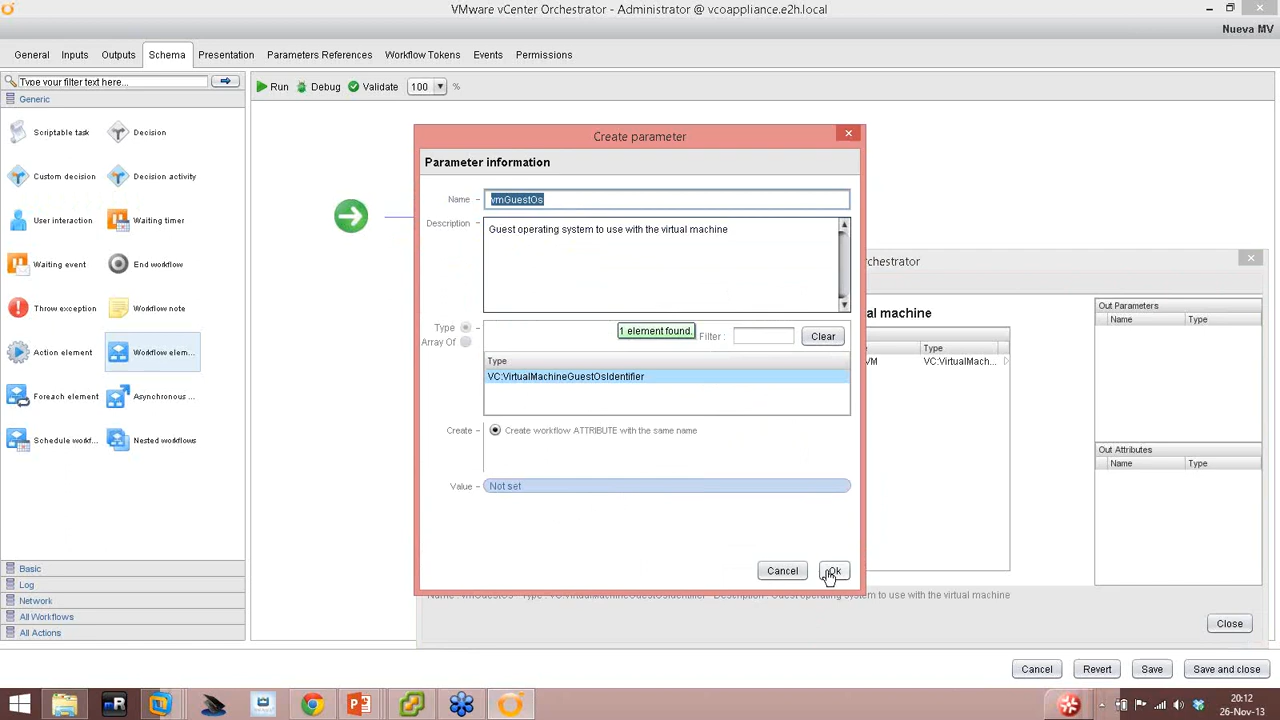 VMware vCenter Orchestrator - Administrator @ vcoappliance.e2h.local
Nueva MV
General Inputs Outputs Schema Presentation Parameters References Workflow Tokens Events Permissions
Type your filter text here...
Run Debug Validate 100 %
Generic
Scriptable task Decision
Custom decision Decision activity
User interaction Waiting timer
Waiting event End workflow
Throw exception Workflow note
Action element Workflow elem...
Foreach element Asynchronous ...
Schedule workf... Nested workflows
Basic
Log
Network
All Workflows
All Actions
Create parameter
Parameter information
Name vmGuestOs
Description Guest operating system to use with the virtual machine
Type
Array Of
1 element found.
Filter :
Clear
Type
VC:VirtualMachineGuestOsIdentifier
Create Create workflow ATTRIBUTE with the same name
Value Not set
Cancel Ok
chestrator
al machine
Type
VM VC:VirtualMach...
Out Parameters
Name Type
Out Attributes
Name Type
Name : vmGuestOs - Type : VC:VirtualMachineGuestOsIdentifier - Description : Guest operating system to use with the virtual machine
Close
Cancel Revert Save Save and close
20:12
26-Nov-13